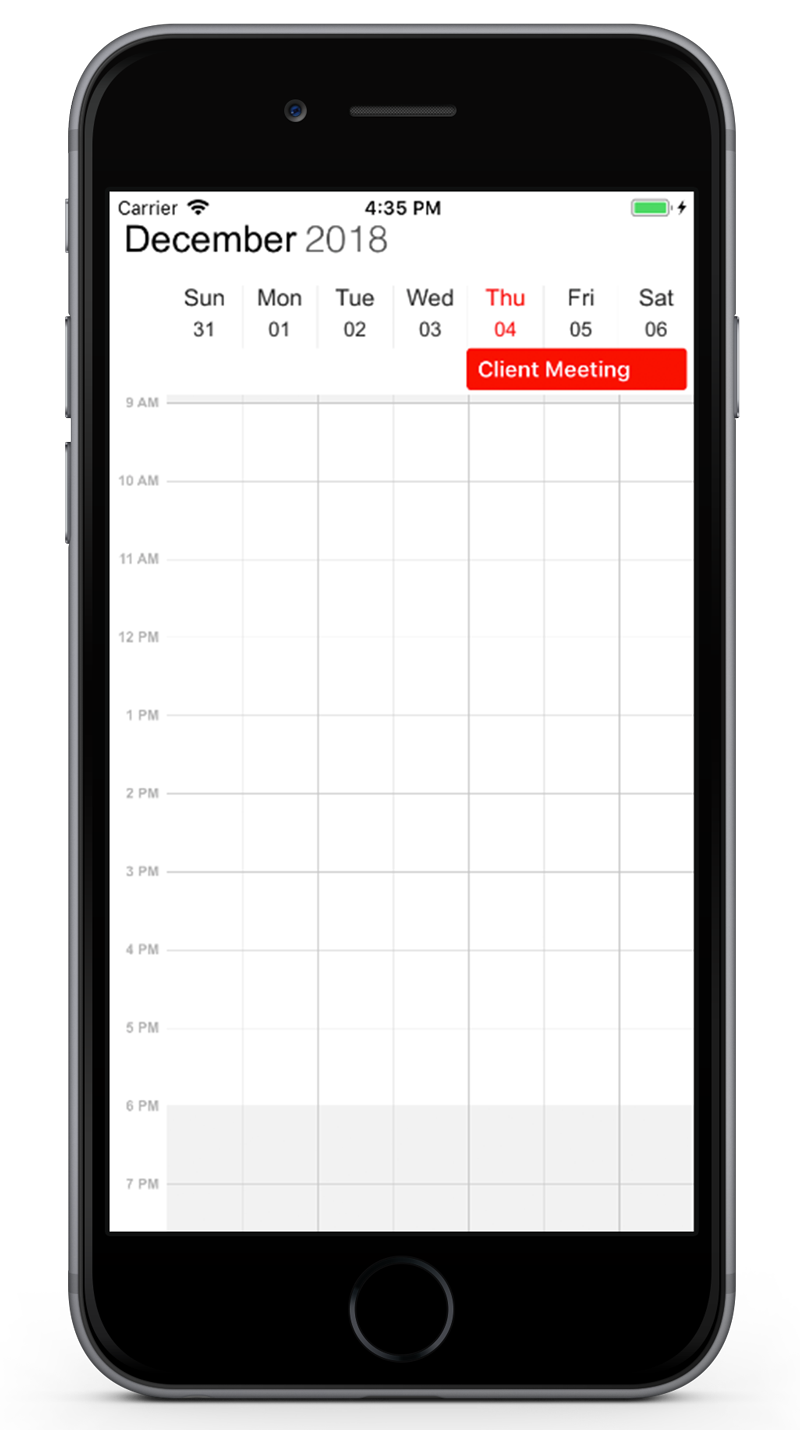 Carrier 4:35 PM
December 2018
Sun Mon Tue Wed Thu Fri Sat
31 01 02 03 04 05 06
Client Meeting
9 AM
10 AM
11 AM
12 PM
1 PM
2 PM
3 PM
4 PM
5 PM
6 PM
7 PM